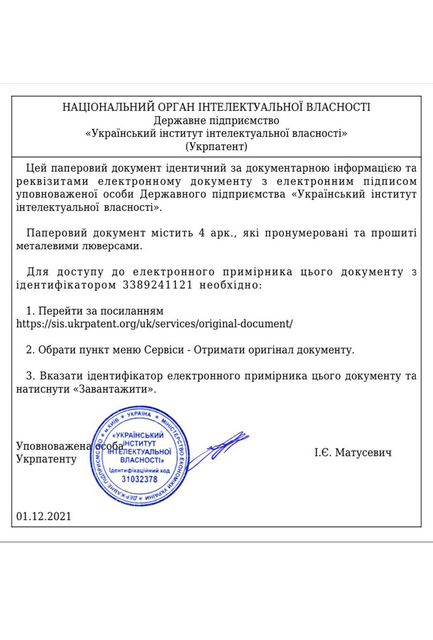 НАЦІОНАЛЬНИЙ ОРГАН ІНТЕЛЕКТУАЛЬНОЇ ВЛАСНОСТІ
Державне підприємство
«Український інститут інтелектуальної власності»
(Укрпатент)
Цей паперовий документ ідентичний за документарною інформацією та
реквізитами електронному документу з електронним підписом
уповноваженої особи Державного підприємства «Український інститут
інтелектуальної власності».
Паперовий документ містить 4 арк., які пронумеровані та прошиті
металевими люверсами.
Для доступу до електронного примірника цього документу з
ідентифікатором 3389241121 необхідно:
1. Перейти за посиланням
https://sis.ukrpatent.org/uk/services/original-document/
2. Обрати пункт меню Сервіси - Отримати оригінал документу.
3. Вказати ідентифікатор електронного примірника цього документу та
натиснути «Завантажити».
Уповноважена особа
Укрпатенту
І.Є. Матусевич
МІНІСТЕРСТВО ЕКОНОМІКИ УКРАЇНИ
ДЕРЖАВНЕ ПІДПРИЄМСТВО
м.КИЇВ
УКРАЇНА
«УКРАЇНСЬКИЙ
ІНСТИТУТ
ІНТЕЛЕКТУАЛЬНОЇ
ВЛАСНОСТІ»
Ідентифікаційний код
31032378
01.12.2021